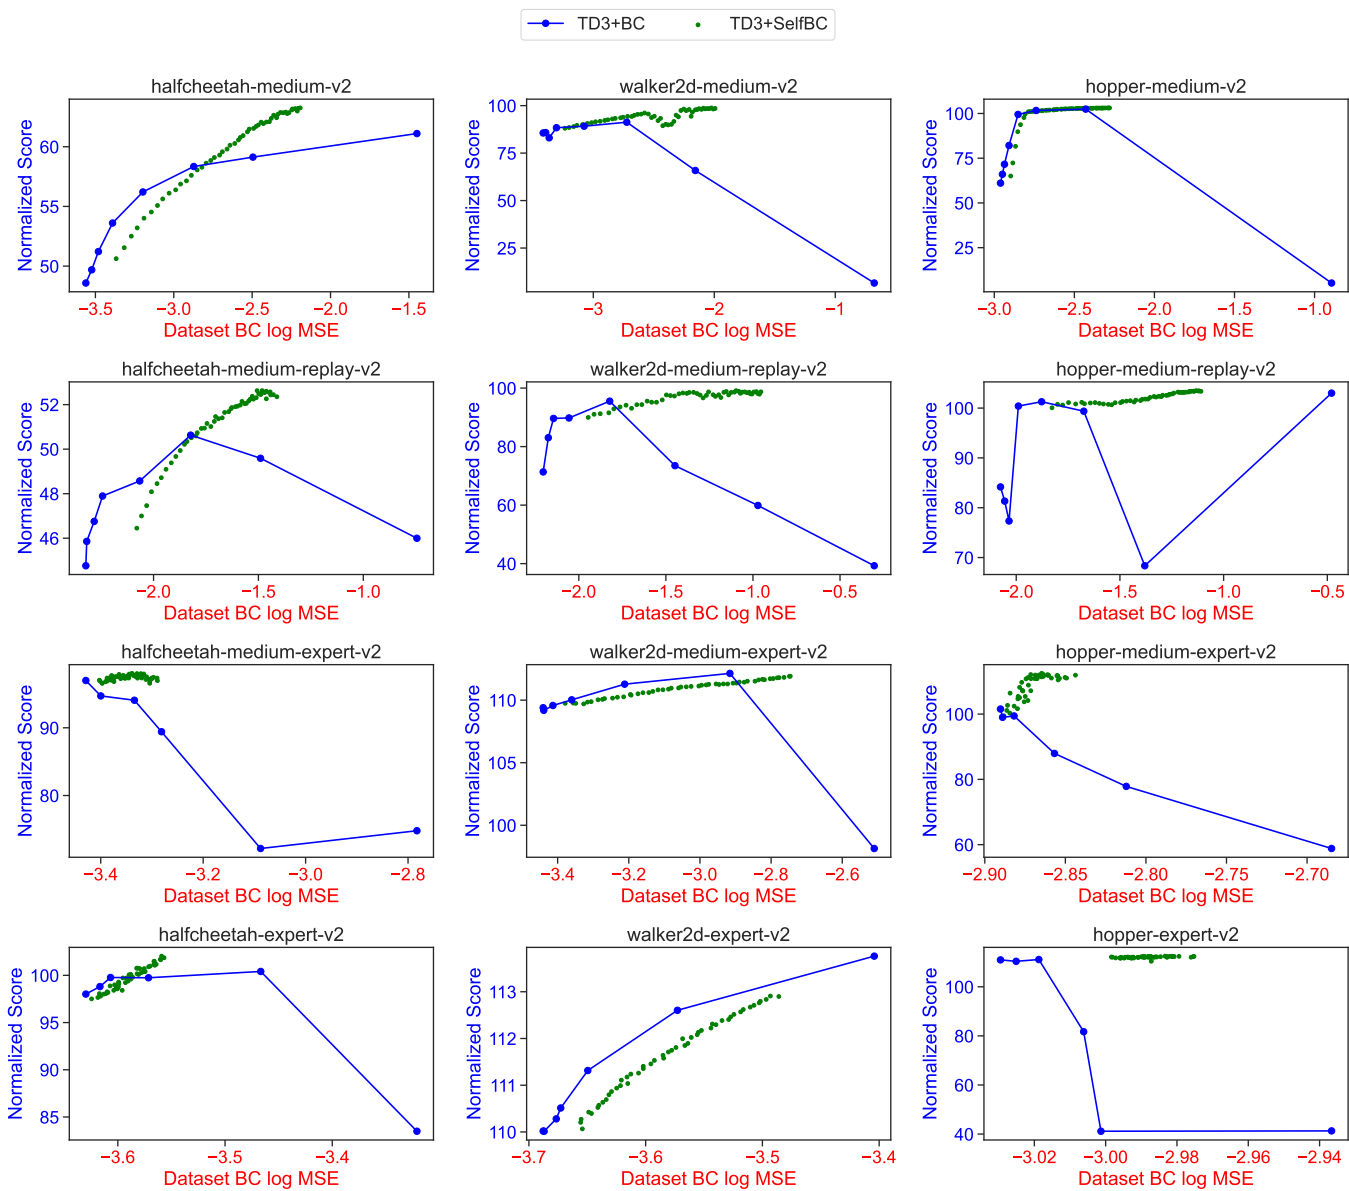 TD3+BC TD3+SelfBC
halfcheetah-medium-v2
Normalized Score
60
55
50
−3.5 −3.0 −2.5 −2.0 −1.5
Dataset BC log MSE
walker2d-medium-v2
Normalized Score
100
75
50
25
−3 −2 −1
Dataset BC log MSE
hopper-medium-v2
Normalized Score
100
75
50
25
−3.0 −2.5 −2.0 −1.5 −1.0
Dataset BC log MSE
halfcheetah-medium-replay-v2
Normalized Score
52
50
48
46
−2.0 −1.5 −1.0
Dataset BC log MSE
walker2d-medium-replay-v2
Normalized Score
100
80
60
40
−2.0 −1.5 −1.0 −0.5
Dataset BC log MSE
hopper-medium-replay-v2
Normalized Score
100
90
80
70
−2.0 −1.5 −1.0 −0.5
Dataset BC log MSE
halfcheetah-medium-expert-v2
Normalized Score
90
80
−3.4 −3.2 −3.0 −2.8
Dataset BC log MSE
walker2d-medium-expert-v2
Normalized Score
110
105
100
−3.4 −3.2 −3.0 −2.8 −2.6
Dataset BC log MSE
hopper-medium-expert-v2
Normalized Score
100
80
60
−2.90 −2.85 −2.80 −2.75 −2.70
Dataset BC log MSE
halfcheetah-expert-v2
Normalized Score
100
95
90
85
−3.6 −3.5 −3.4
Dataset BC log MSE
walker2d-expert-v2
Normalized Score
113
112
111
110
−3.7 −3.6 −3.5 −3.4
Dataset BC log MSE
hopper-expert-v2
Normalized Score
100
80
60
40
−3.02 −3.00 −2.98 −2.96 −2.94
Dataset BC log MSE